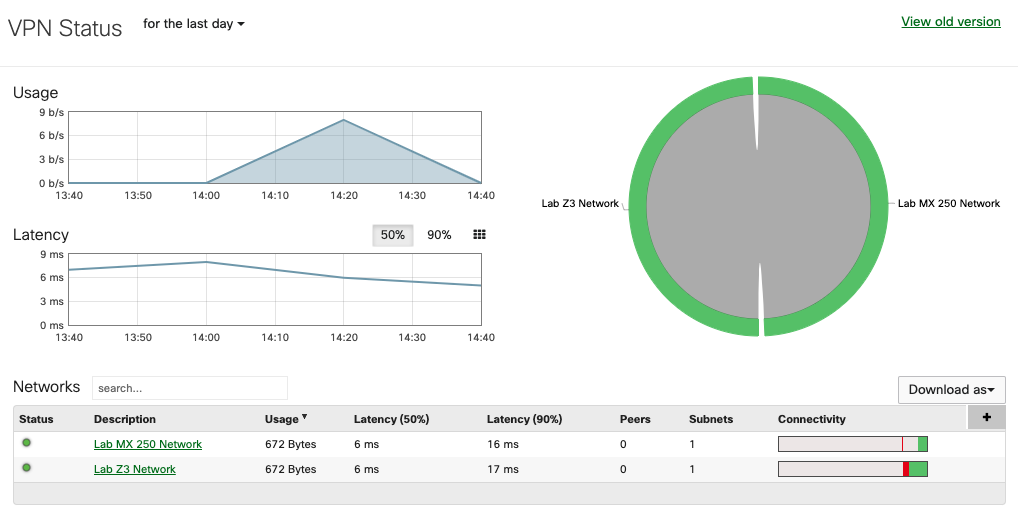 VPN Status for the last day View old version
Usage
9 b/s
6 b/s
3 b/s
0 b/s
13:40 13:50 14:00 14:10 14:20 14:30 14:40
Lab Z3 Network Lab MX 250 Network
Latency 50% 90%
9 ms
6 ms
3 ms
0 ms
13:40 13:50 14:00 14:10 14:20 14:30 14:40
Networks search... Download as
Status Description Usage Latency (50%) Latency (90%) Peers Subnets Connectivity +
Lab MX 250 Network 672 Bytes 6 ms 16 ms 0 1
Lab Z3 Network 672 Bytes 6 ms 17 ms 0 1